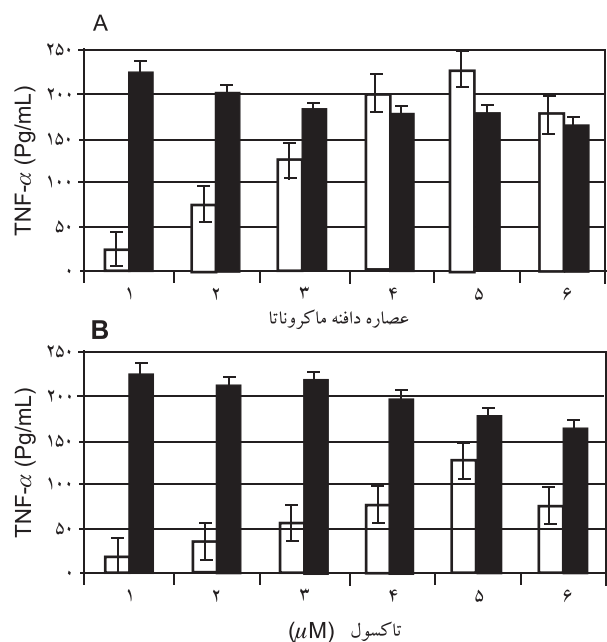 A
TNF-α (Pg/mL)
۲۵۰
۲۰۰
۱۵۰
۱۰۰
۵۰
۰
۱ ۲ ۳ ۴ ۵ ۶
عصاره دافنه ماکروناتا
B
TNF-α (Pg/mL)
۲۵۰
۲۰۰
۱۵۰
۱۰۰
۵۰
۰
۱ ۲ ۳ ۴ ۵ ۶
تاکسول (μM)